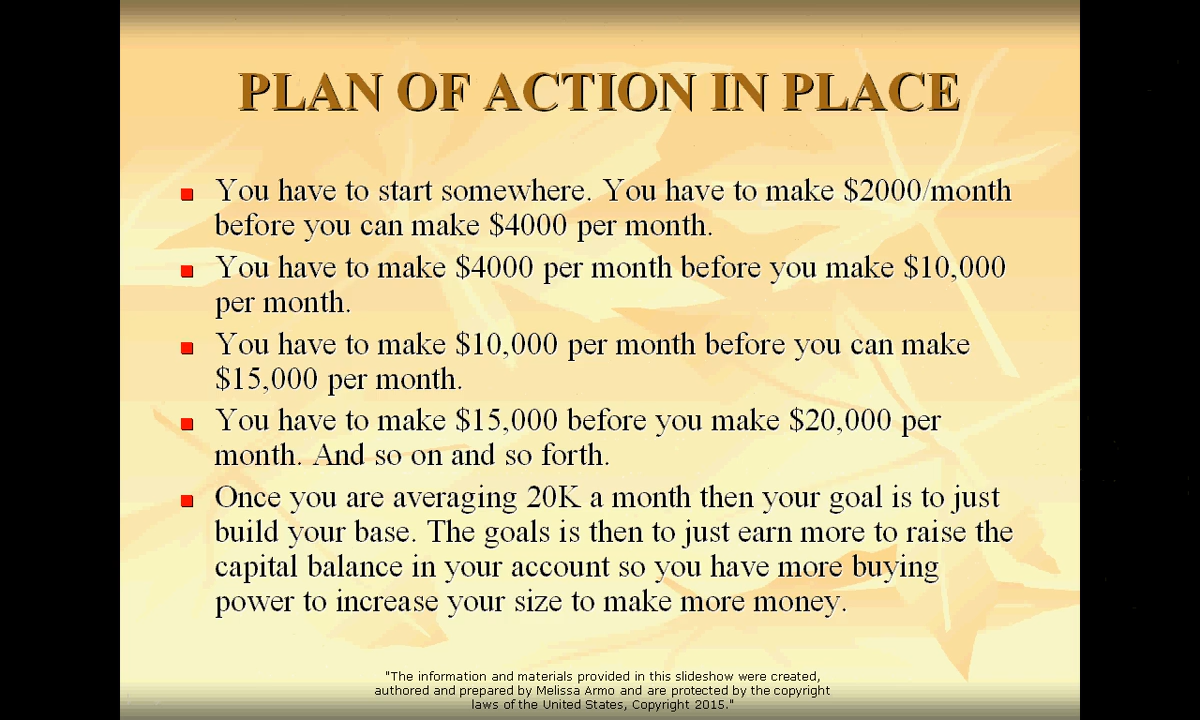 PLAN OF ACTION IN PLACE
You have to start somewhere. You have to make $2000/month
before you can make $4000 per month.
You have to make $4000 per month before you make $10,000
per month.
You have to make $10,000 per month before you can make
$15,000 per month.
You have to make $15,000 before you make $20,000 per
month. And so on and so forth.
Once you are averaging 20K a month then your goal is to just
build your base. The goals is then to just earn more to raise the
capital balance in your account so you have more buying
power to increase your size to make more money.
"The information and materials provided in this slideshow were created,
authored and prepared by Melissa Armo and are protected by the copyright
laws of the United States, Copyright 2015."